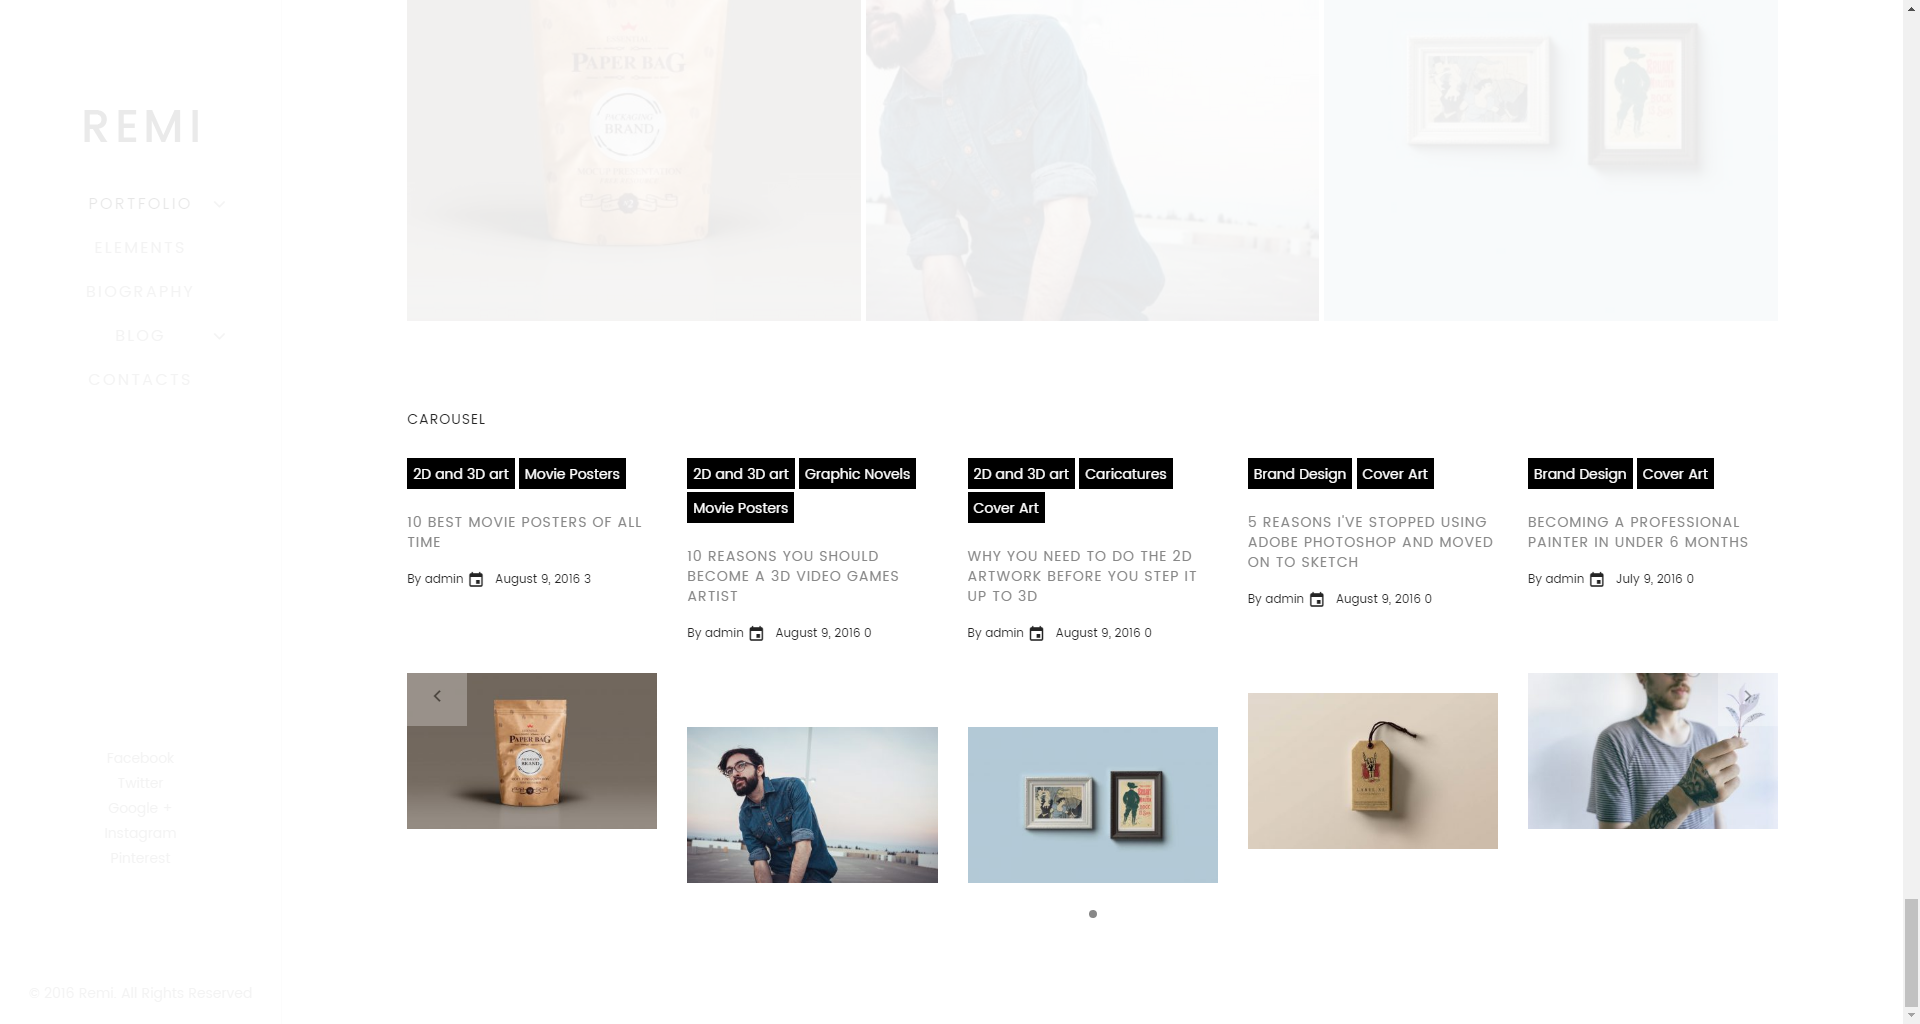 REMI
PORTFOLIO
ELEMENTS
BIOGRAPHY
BLOG
CONTACTS
Facebook
Twitter
Google +
Instagram
Pinterest
© 2016 Remi. All Rights Reserved
PAPER BAG
BRAND
CAROUSEL
2D and 3D art Movie Posters
10 BEST MOVIE POSTERS OF ALL
TIME
By admin August 9, 2016 3
PAPER BAG
BRAND
2D and 3D art Graphic Novels
Movie Posters
10 REASONS YOU SHOULD
BECOME A 3D VIDEO GAMES
ARTIST
By admin August 9, 2016 0
2D and 3D art Caricatures
Cover Art
WHY YOU NEED TO DO THE 2D
ARTWORK BEFORE YOU STEP IT
UP TO 3D
By admin August 9, 2016 0
Brand Design Cover Art
5 REASONS I'VE STOPPED USING
ADOBE PHOTOSHOP AND MOVED
ON TO SKETCH
By admin August 9, 2016 0
Brand Design Cover Art
BECOMING A PROFESSIONAL
PAINTER IN UNDER 6 MONTHS
By admin July 9, 2016 0